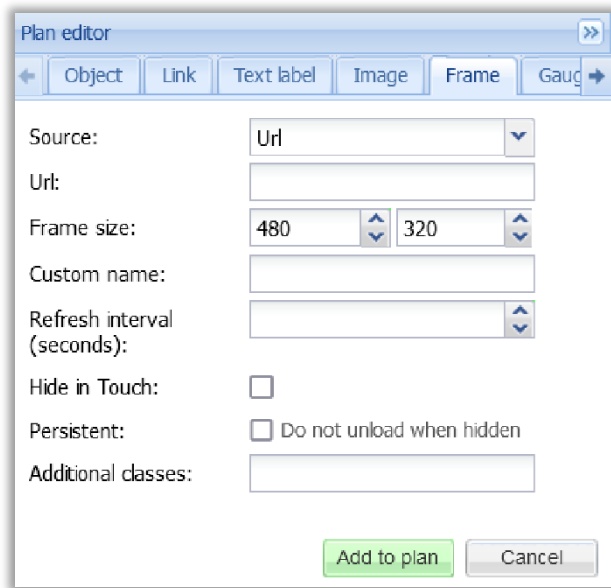 Plan editor
Object Link Text label Image Frame Gaug
Source: Url
Url:
Frame size: 480 320
Custom name:
Refresh interval
(seconds):
Hide in Touch:
Persistent: Do not unload when hidden
Additional classes:
Add to plan Cancel